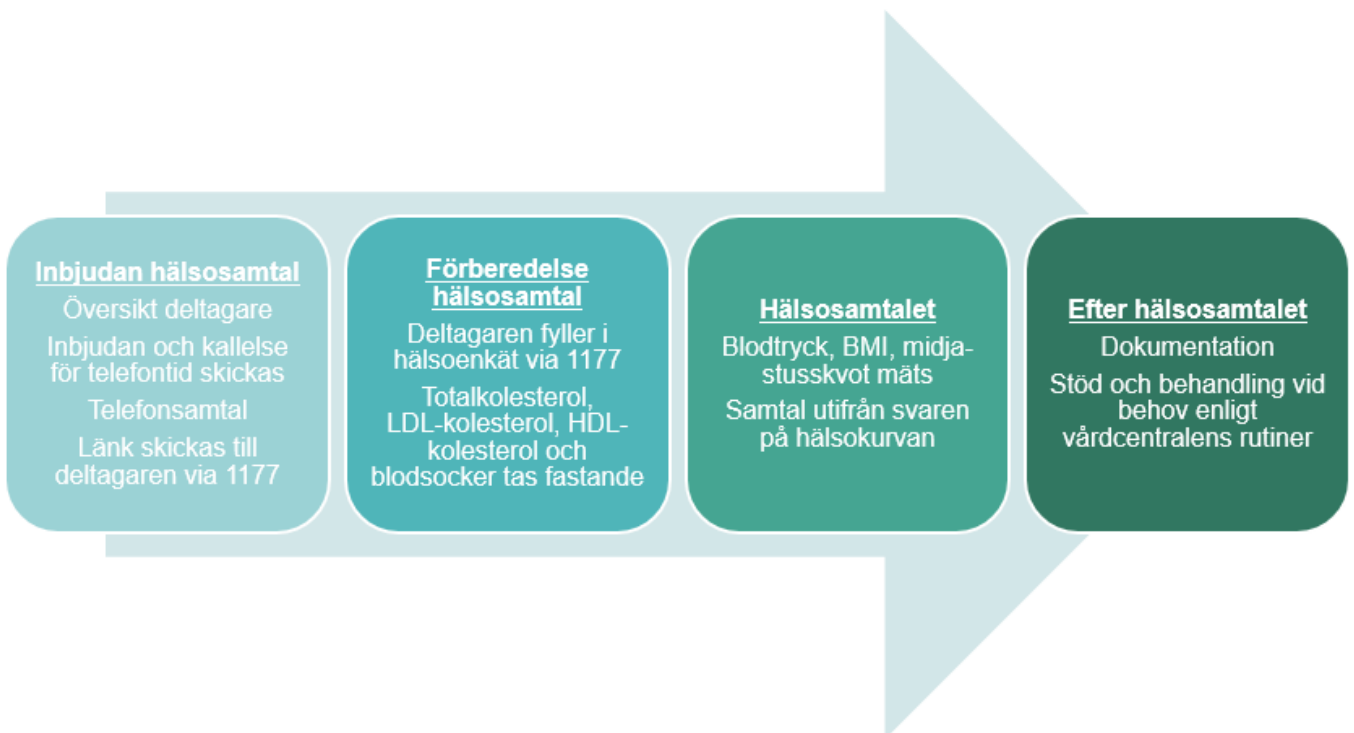 Inbjudan hälsosamtal
Översikt deltagare
Inbjudan och kallelse
för telefontid skickas
Telefonsamtal
Länk skickas till
deltagaren via 1177
Förberedelse
hälsosamtal
Deltagaren fyller i
hälsoenkät via 1177
Totalkolesterol,
LDL-kolesterol, HDL-
kolesterol och
blodsocker tas fastande
Hälsosamtalet
Blodtryck, BMI, midja-
stusskvot mäts
Samtal utifrån svaren
på hälsokurvan
Efter hälsosamtalet
Dokumentation
Stöd och behandling vid
behov enligt
vårdcentralens rutiner